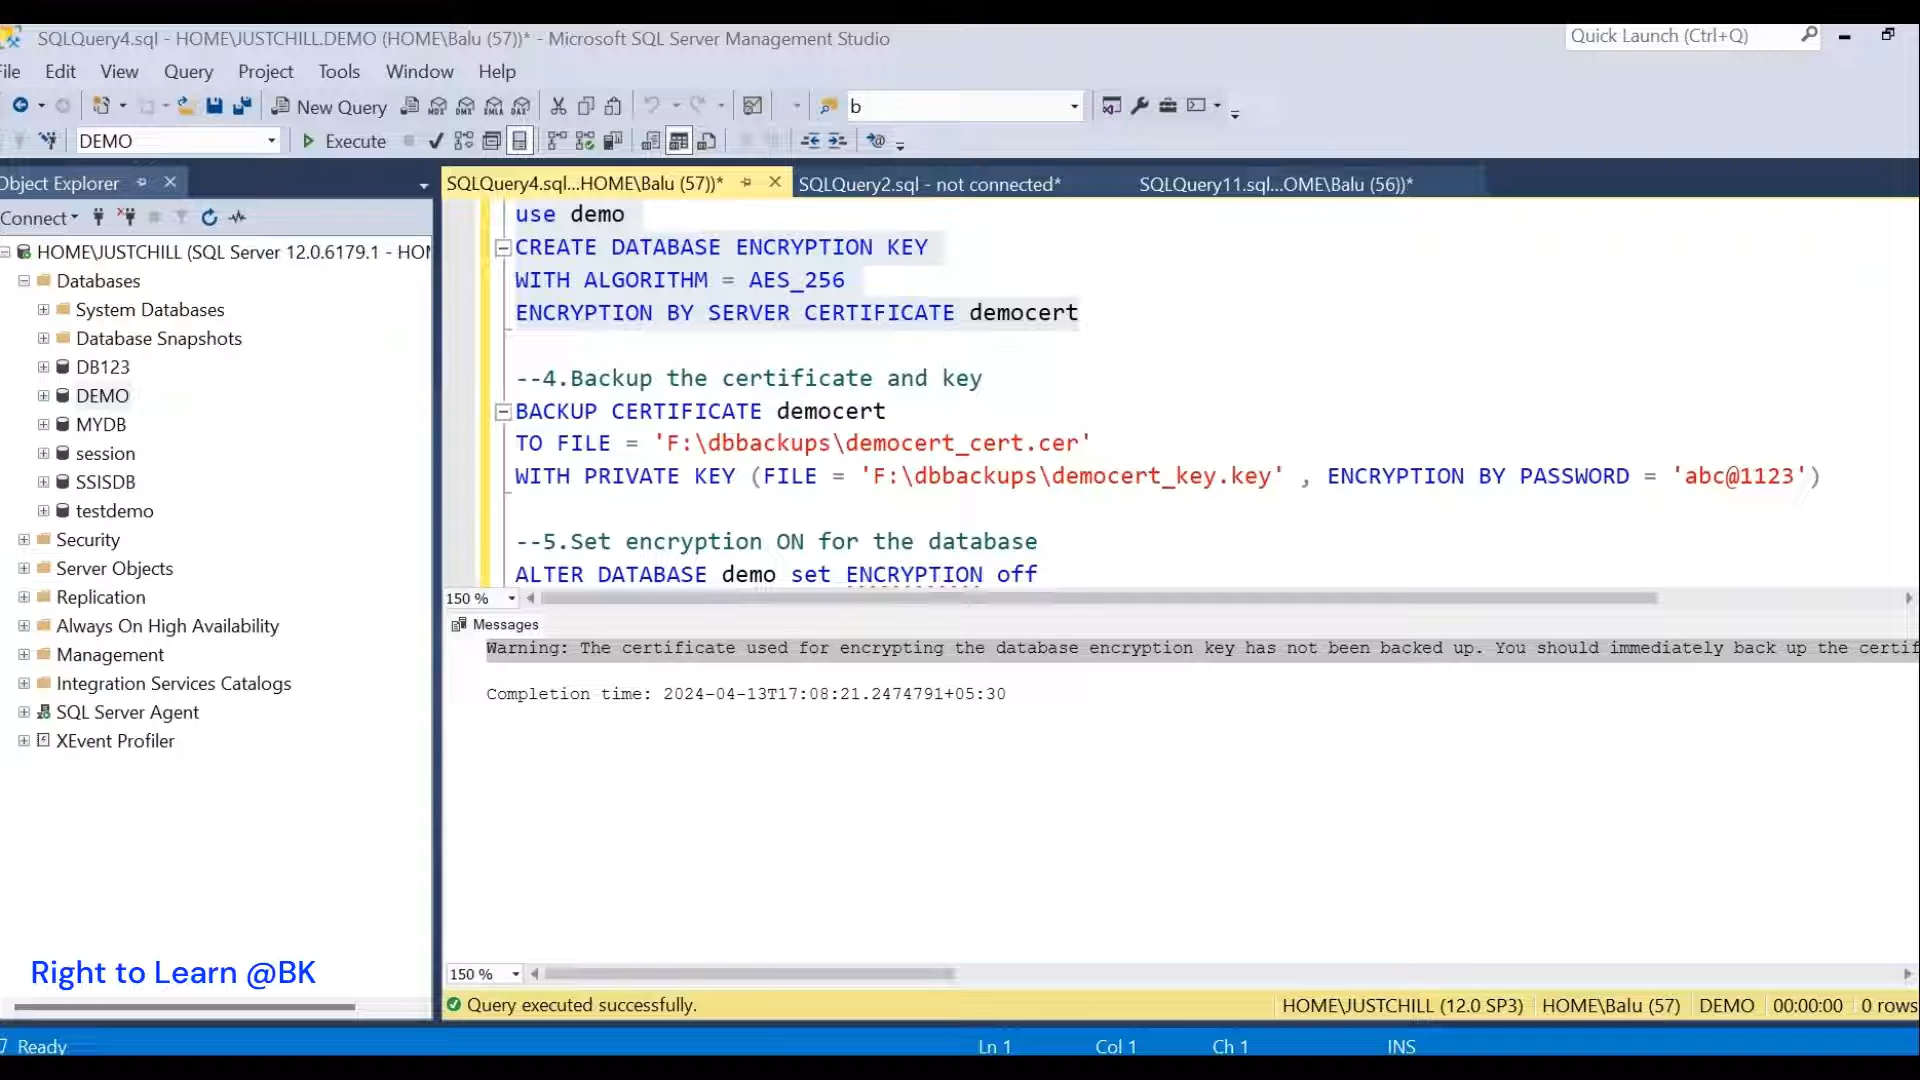 SQLQuery4.sql - HOME\JUSTCHILL.DEMO (HOME\Balu (57))* - Microsoft SQL Server Management Studio
Quick Launch (Ctrl+Q)
File Edit View Query Project Tools Window Help
New Query
b
DEMO
Execute
Object Explorer
SQLQuery4.sql...HOME\Balu (57))*
SQLQuery2.sql - not connected*
SQLQuery11.sql...OME\Balu (56))*
Connect
HOME\JUSTCHILL (SQL Server 12.0.6179.1 - HO
Databases
System Databases
Database Snapshots
DB123
DEMO
MYDB
session
SSISDB
testdemo
Security
Server Objects
Replication
Always On High Availability
Management
Integration Services Catalogs
SQL Server Agent
XEvent Profiler
use demo
CREATE DATABASE ENCRYPTION KEY
WITH ALGORITHM = AES_256
ENCRYPTION BY SERVER CERTIFICATE democert
--4.Backup the certificate and key
BACKUP CERTIFICATE democert
TO FILE = 'F:\dbbackups\democert_cert.cer'
WITH PRIVATE KEY (FILE = 'F:\dbbackups\democert_key.key' , ENCRYPTION BY PASSWORD = 'abc@1123')
--5.Set encryption ON for the database
ALTER DATABASE demo set ENCRYPTION off
150 %
Messages
Warning: The certificate used for encrypting the database encryption key has not been backed up. You should immediately back up the certif
Completion time: 2024-04-13T17:08:21.2474791+05:30
150 %
Right to Learn @BK
Query executed successfully.
HOME\JUSTCHILL (12.0 SP3)
HOME\Balu (57)
DEMO
00:00:00
0 rows
Ready
Ln 1
Col 1
Ch 1
INS